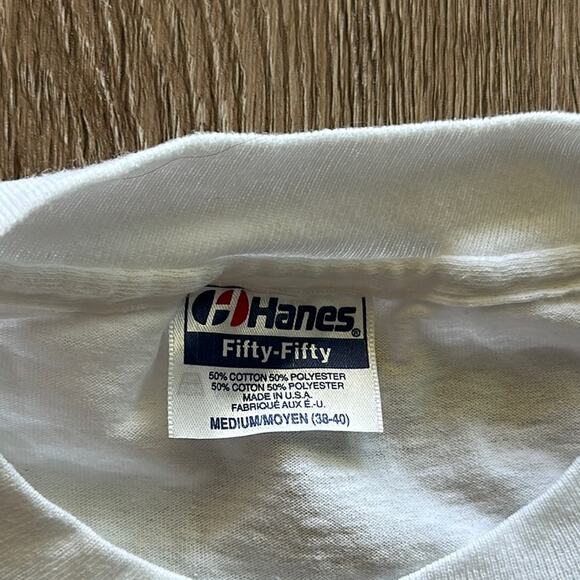 Hanes®
Fifty-Fifty
50% COTTON 50% POLYESTER
50% COTON 50% POLYESTER
MADE IN U.S.A.
FABRIQUÉ AUX É.-U.
MEDIUM/MOYEN (38-40)